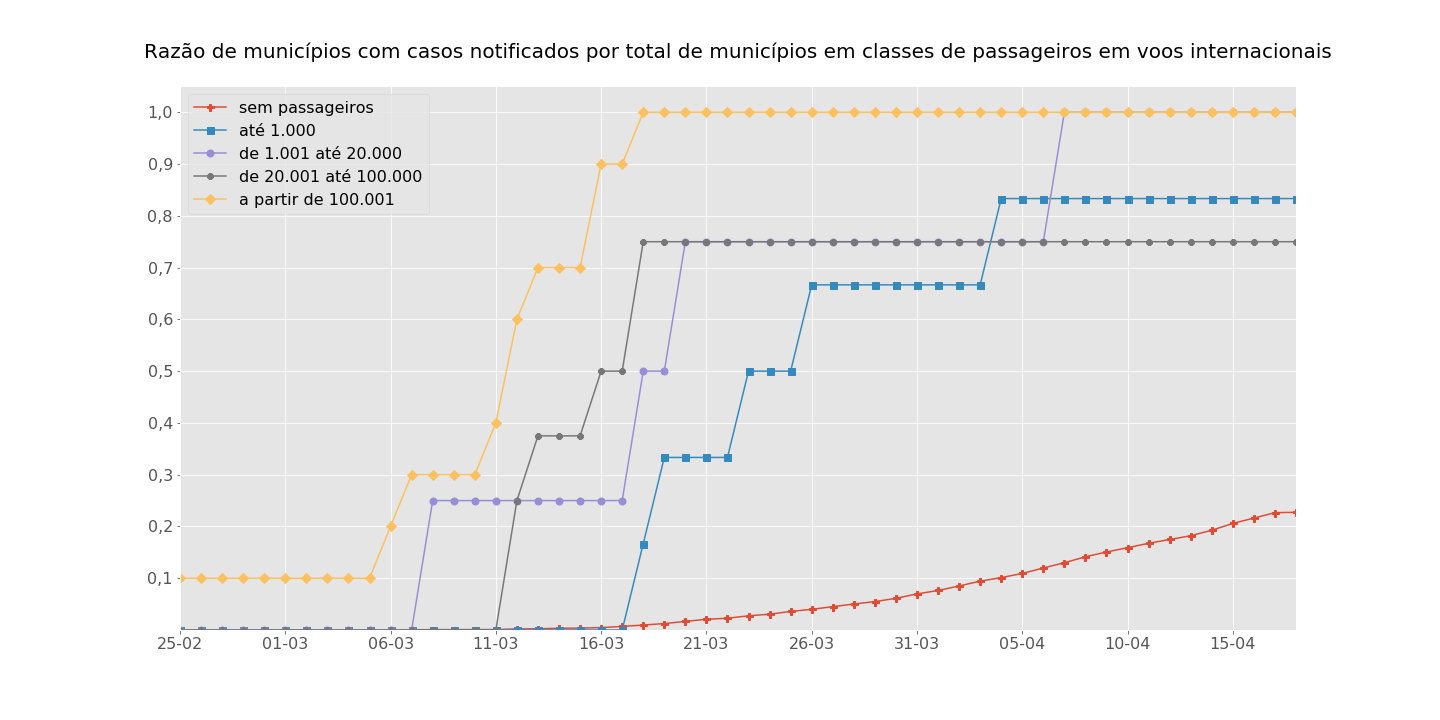 Razão de municípios com casos notificados por total de municípios em classes de passageiros em voos internacionais
sem passageiros
até 1.000
de 1.001 até 20.000
de 20.001 até 100.000
a partir de 100.001
1,0
0,9
0,8
0,7
0,6
0,5
0,4
0,3
0,2
0,1
25-02 01-03 06-03 11-03 16-03 21-03 26-03 31-03 05-04 10-04 15-04